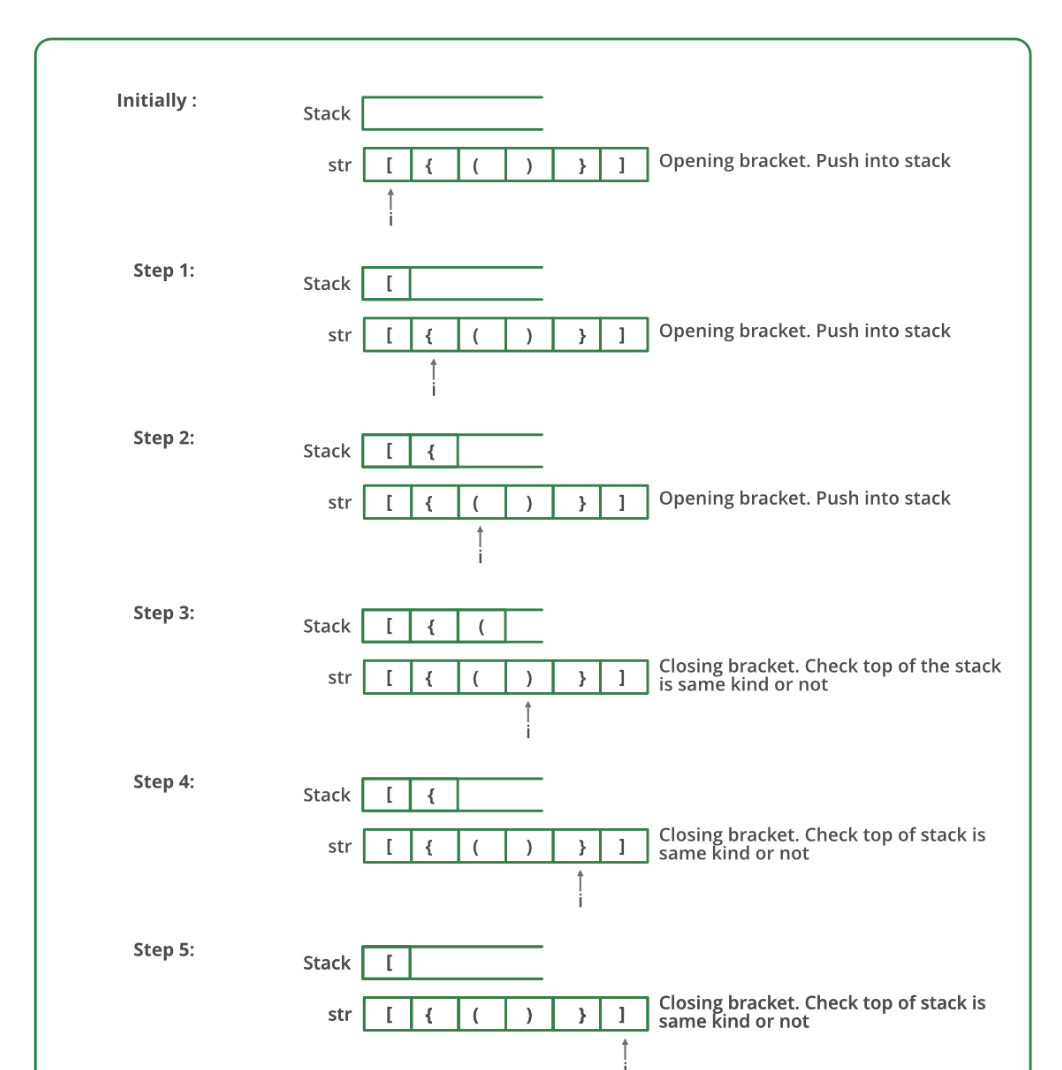 Initially :
Stack
str [ { ( ) } ] Opening bracket. Push into stack
i
Step 1:
Stack [
str [ { ( ) } ] Opening bracket. Push into stack
i
Step 2:
Stack [ {
str [ { ( ) } ] Opening bracket. Push into stack
i
Step 3:
Stack [ { (
str [ { ( ) } ] Closing bracket. Check top of the stack
is same kind or not
i
Step 4:
Stack [ {
str [ { ( ) } ] Closing bracket. Check top of stack is
same kind or not
i
Step 5:
Stack [
str [ { ( ) } ] Closing bracket. Check top of stack is
same kind or not
i